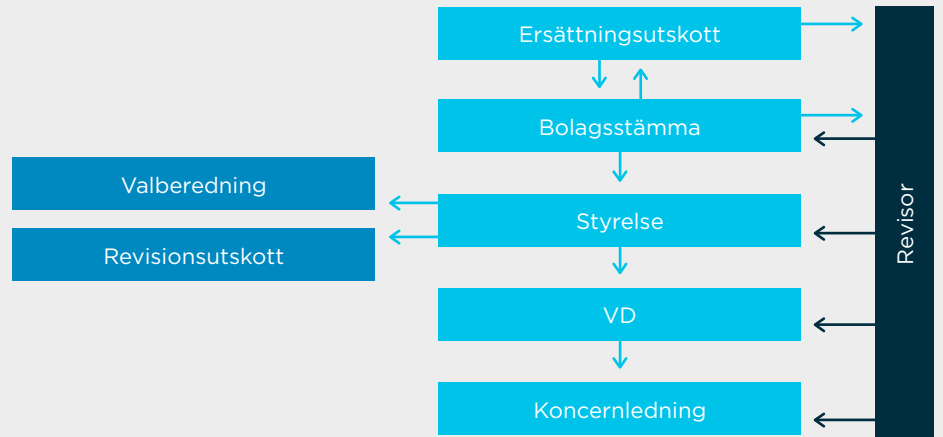 Ersättningsutskott
Bolagsstämma
Valberedning
Styrelse
Revisionsutskott
VD
Koncernledning
Revisor